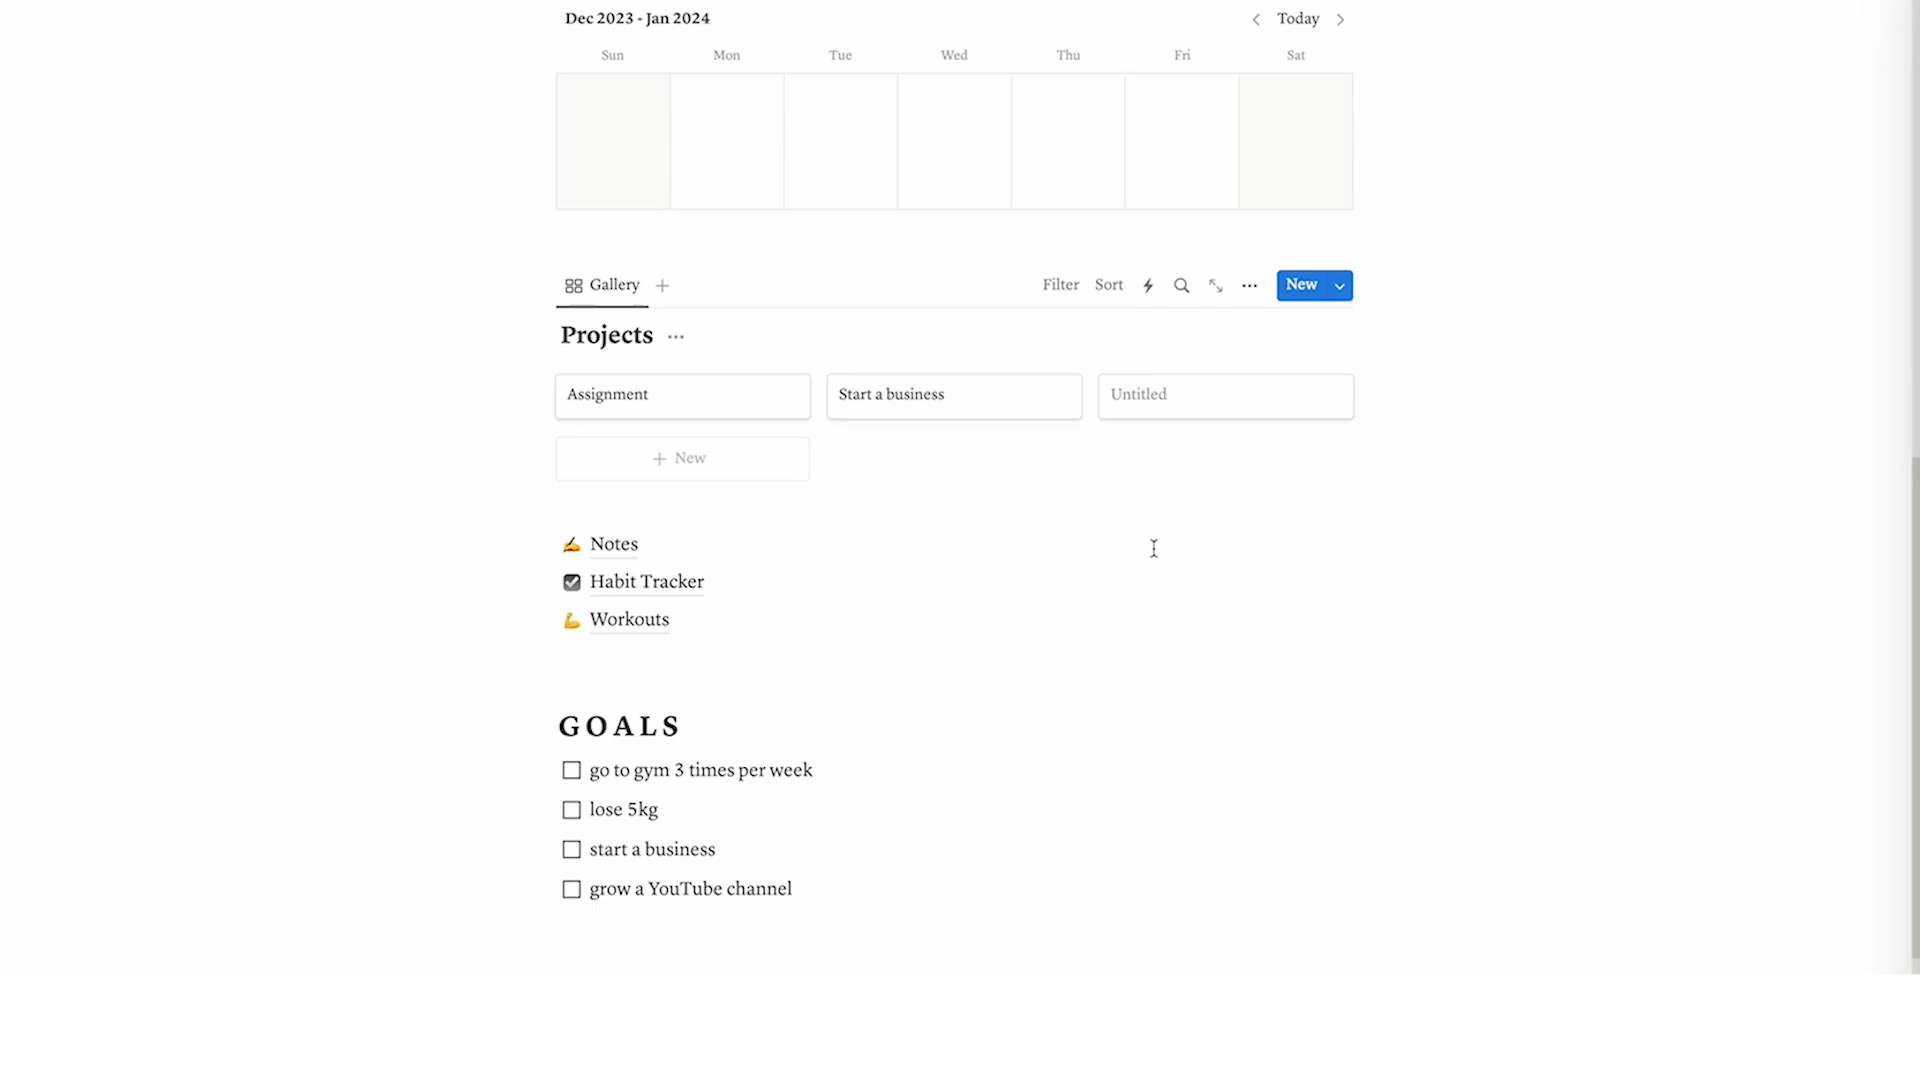 Dec 2023 - Jan 2024
Today
Sun Mon Tue Wed Thu Fri Sat
Gallery
Filter Sort
New
Projects
Assignment
Start a business
Untitled
New
Notes
Habit Tracker
Workouts
GOALS
go to gym 3 times per week
lose 5kg
start a business
grow a YouTube channel